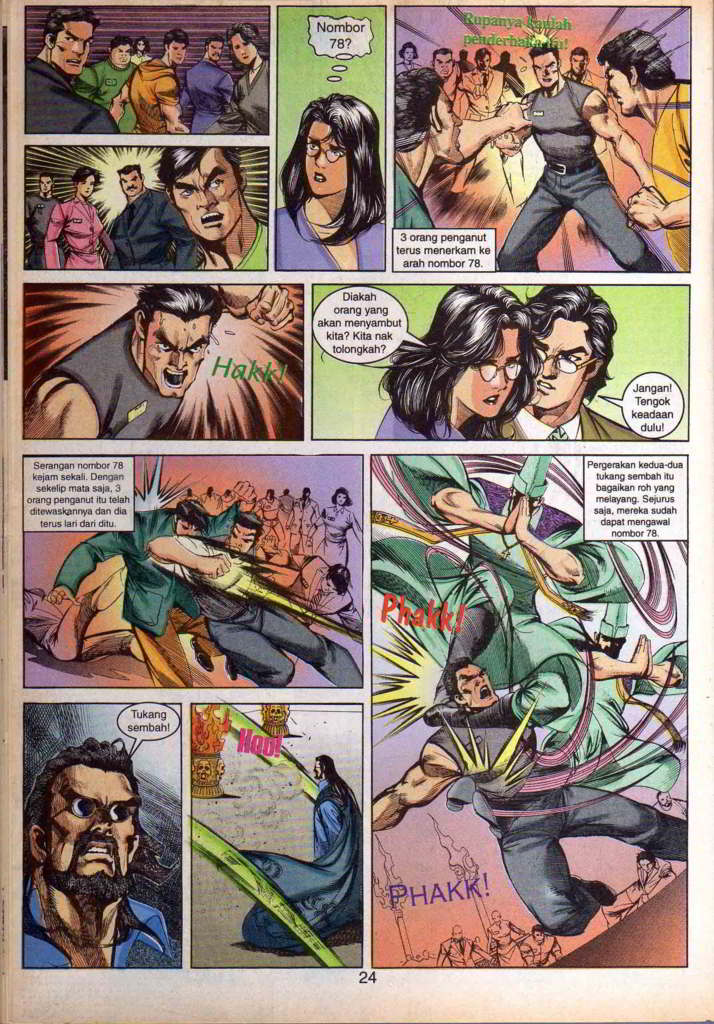 Nombor
78?
Rupanya kaulah
penderhaka itu!
3 orang penganut
terus menerkam ke
arah nombor 78.
Hakk!
Diakah
orang yang
akan menyambut
kita? Kita nak
tolongkah?
Jangan!
Tengok
keadaan
dulu!
Serangan nombor 78
kejam sekali. Dengan
sekelip mata saja, 3
orang penganut itu telah
ditewaskannya dan dia
terus lari dari ditu.
Pergerakan kedua-dua
tukang sembah itu
bagaikan roh yang
melayang. Sejurus
saja, mereka sudah
dapat mengawal
nombor 78.
Phakk!
PHAKK!
Tukang
sembah!
Hoo!
24